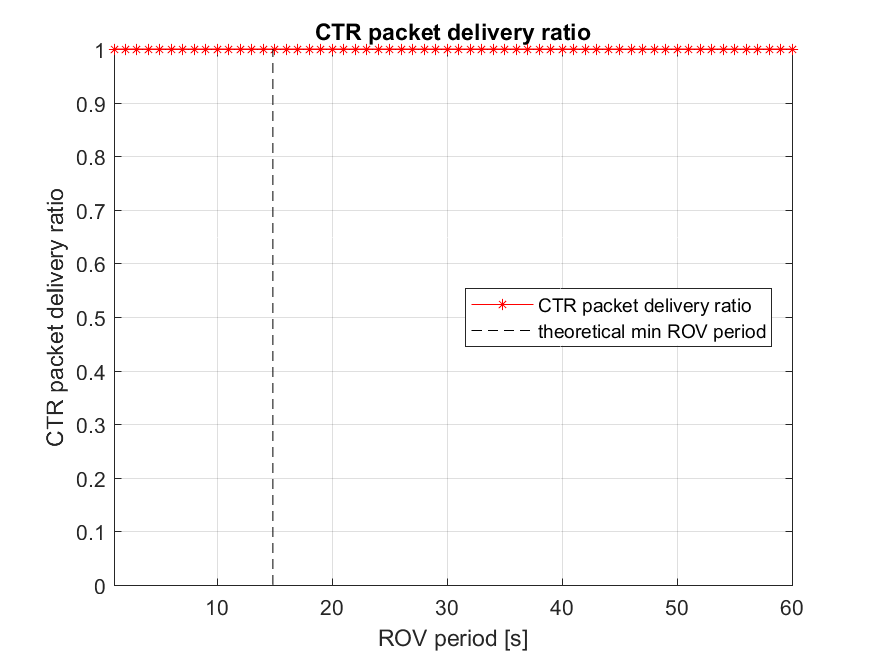 CTR packet delivery ratio
1
0.9
0.8
0.7
0.6
0.5
0.4
0.3
0.2
0.1
0
CTR packet delivery ratio
CTR packet delivery ratio
theoretical min ROV period
10 20 30 40 50 60
ROV period [s]